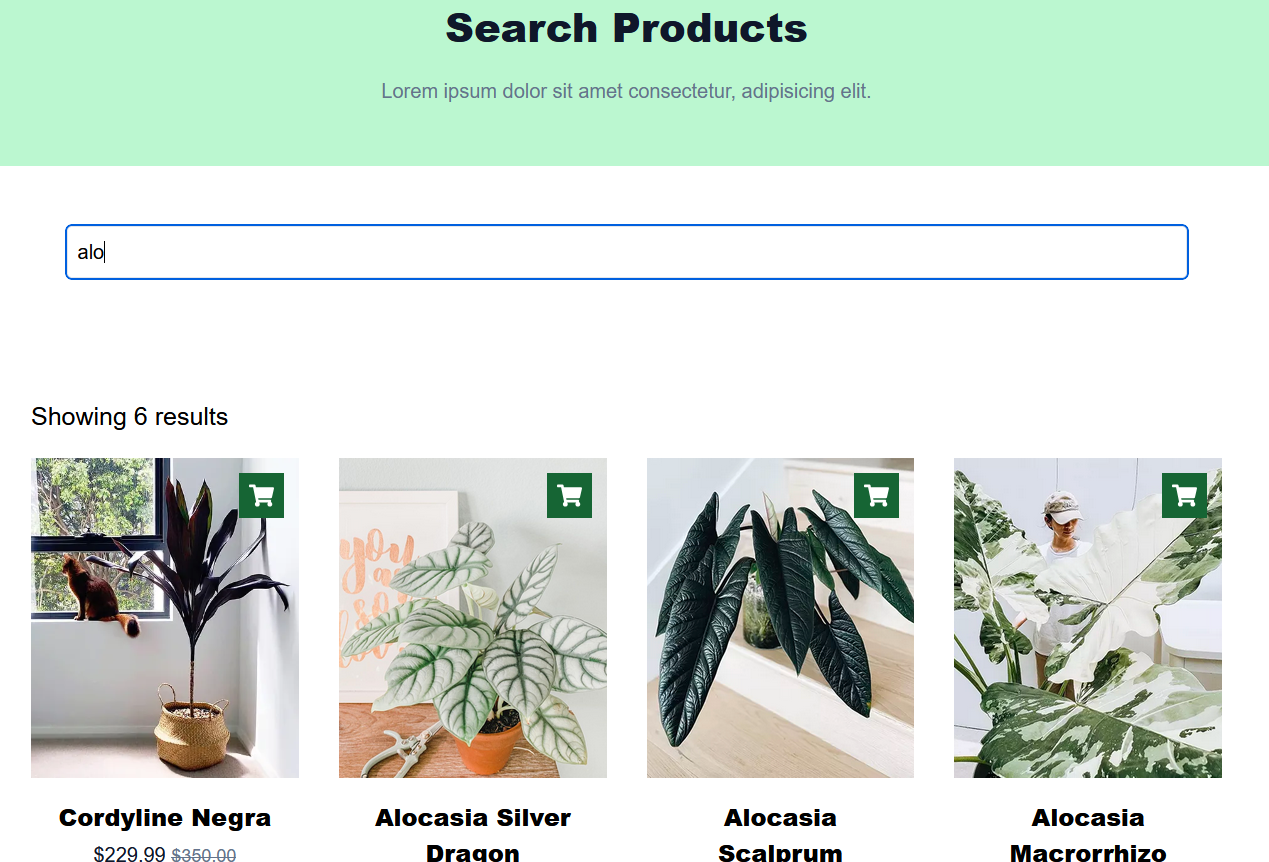 Search Products
Lorem ipsum dolor sit amet consectetur, adipisicing elit.
alo
Showing 6 results
you
Cordyline Negra
$229.99 $350.00
Alocasia Silver
Dragon
Alocasia
Scalprum
Alocasia
Macrorrhizo